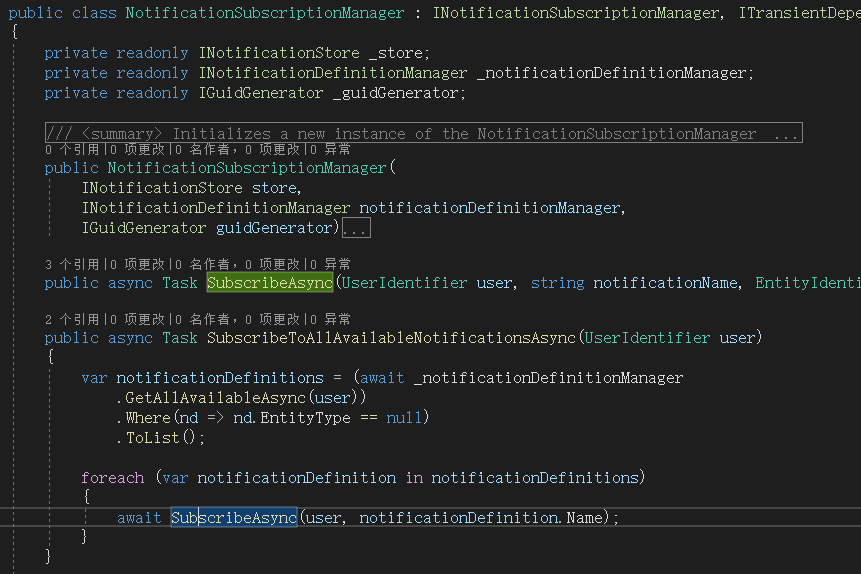 public class NotificationSubscriptionManager : INotificationSubscriptionManager, ITransientDepe
{
private readonly INotificationStore _store;
private readonly INotificationDefinitionManager _notificationDefinitionManager;
private readonly IGuidGenerator _guidGenerator;
/// <summary> Initializes a new instance of the NotificationSubscriptionManager ...
0 个引用|0 项更改|0 名作者, 0 项更改|0 异常
public NotificationSubscriptionManager(
INotificationStore store,
INotificationDefinitionManager notificationDefinitionManager,
IGuidGenerator guidGenerator)...
3 个引用|0 项更改|0 名作者, 0 项更改|0 异常
public async Task SubscribeAsync(UserIdentifier user, string notificationName, EntityIdenti
2 个引用|0 项更改|0 名作者, 0 项更改|0 异常
public async Task SubscribeToAllAvailableNotificationsAsync(UserIdentifier user)
{
var notificationDefinitions = (await _notificationDefinitionManager
.GetAllAvailableAsync(user))
.Where(nd => nd.EntityType == null)
.ToList();
foreach (var notificationDefinition in notificationDefinitions)
{
await SubscribeAsync(user, notificationDefinition.Name);
}
}